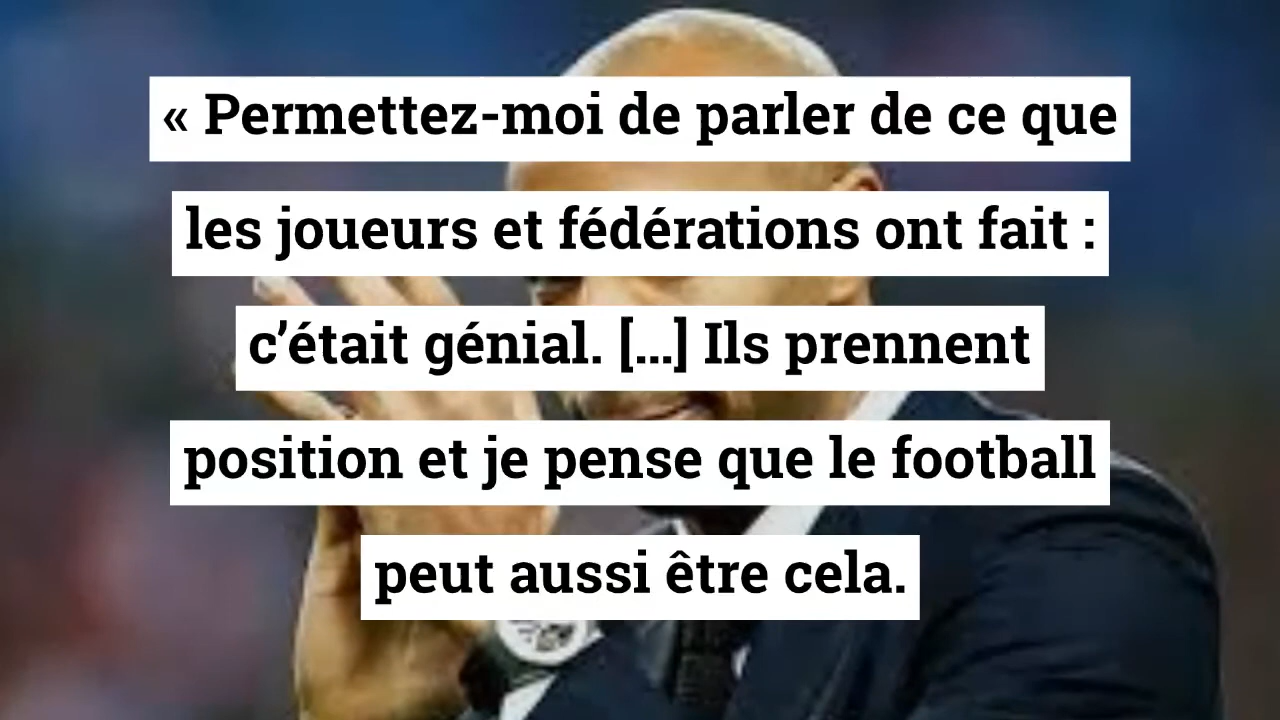 « Permettez-moi de parler de ce que
les joueurs et fédérations ont fait :
c’était génial. [...] Ils prennent
position et je pense que le football
peut aussi être cela.